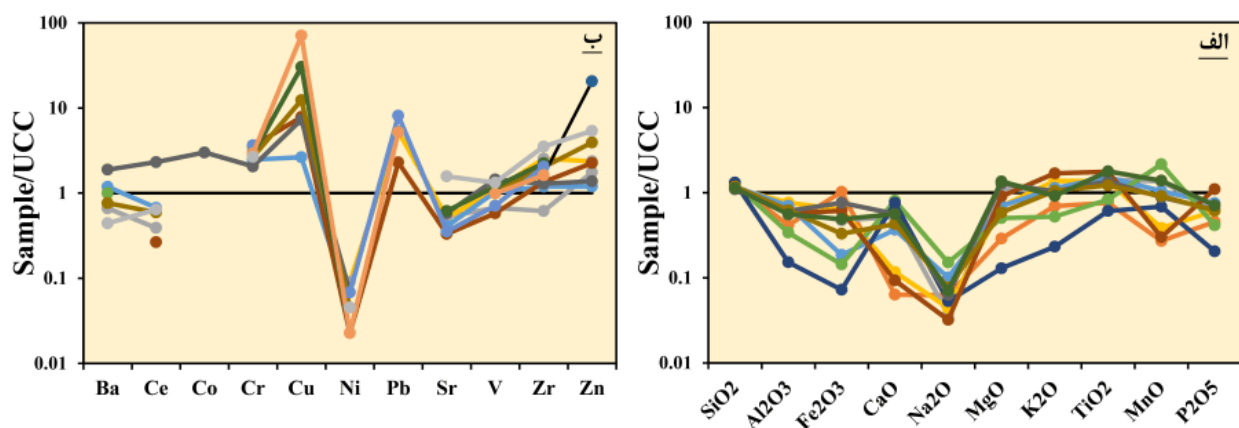 ب
Sample/UCC
100
10
1
0.1
0.01
Ba Ce Co Cr Cu Ni Pb Sr V Zr Zn
الف
Sample/UCC
100
10
1
0.1
0.01
SiO2 Al2O3 Fe2O3 CaO Na2O MgO K2O TiO2 MnO P2O5